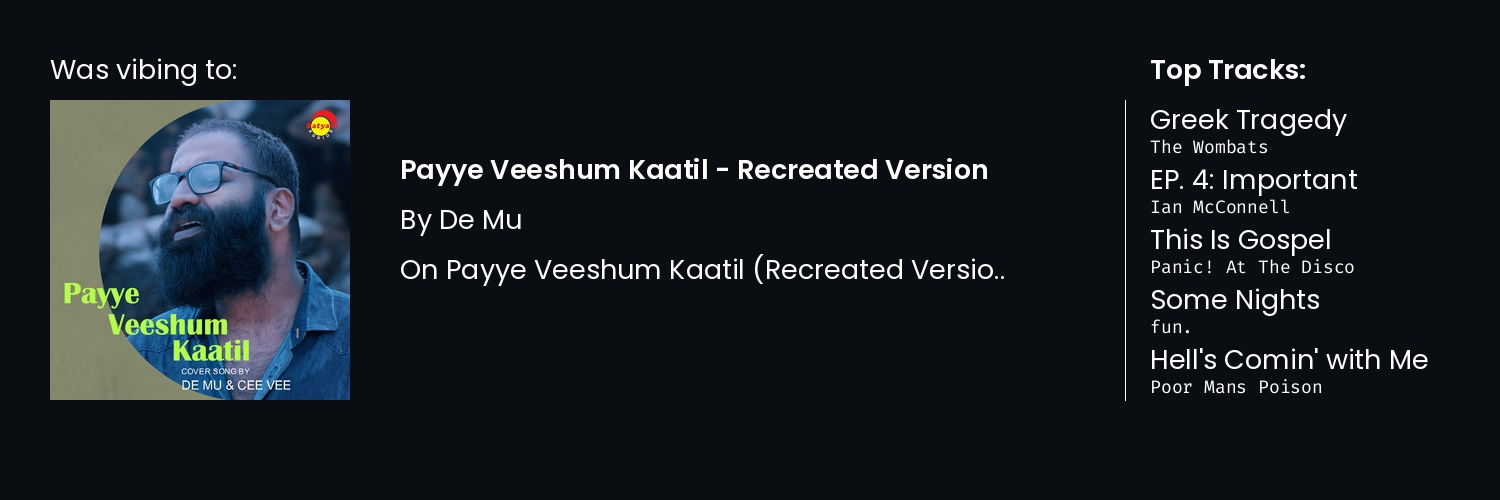 Was vibing to:
Payye
Veeshum
Kaatil
COVER SONG BY
DE MU & CEE VEE
Payye Veeshum Kaatil - Recreated Version
By De Mu
On Payye Veeshum Kaatil (Recreated Versio..
Top Tracks:
Greek Tragedy
The Wombats
EP. 4: Important
Ian McConnell
This Is Gospel
Panic! At The Disco
Some Nights
fun.
Hell's Comin' with Me
Poor Mans Poison